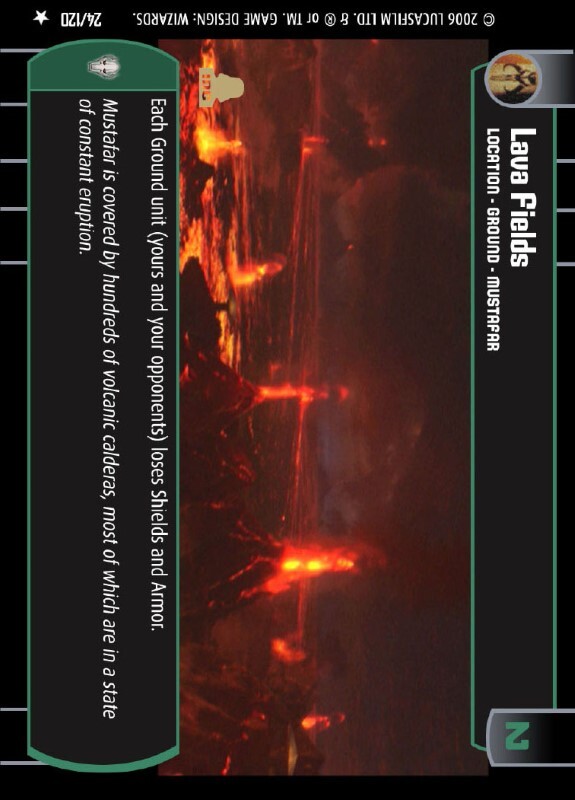 Lava Fields
LOCATION - GROUND - MUSTAFAR
2
Each Ground unit (yours and your opponents) loses Shields and Armor.
Mustafar is covered by hundreds of volcanic calderas, most of which are in a state
of constant eruption.
© 2006 LUCASFILM LTD. & ® or TM. GAME DESIGN: WIZARDS. 24/120 ★